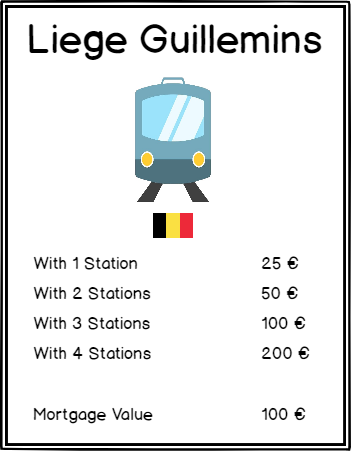 Liege Guillemins
With 1 Station 25 €
With 2 Stations 50 €
With 3 Stations 100 €
With 4 Stations 200 €
Mortgage Value 100 €